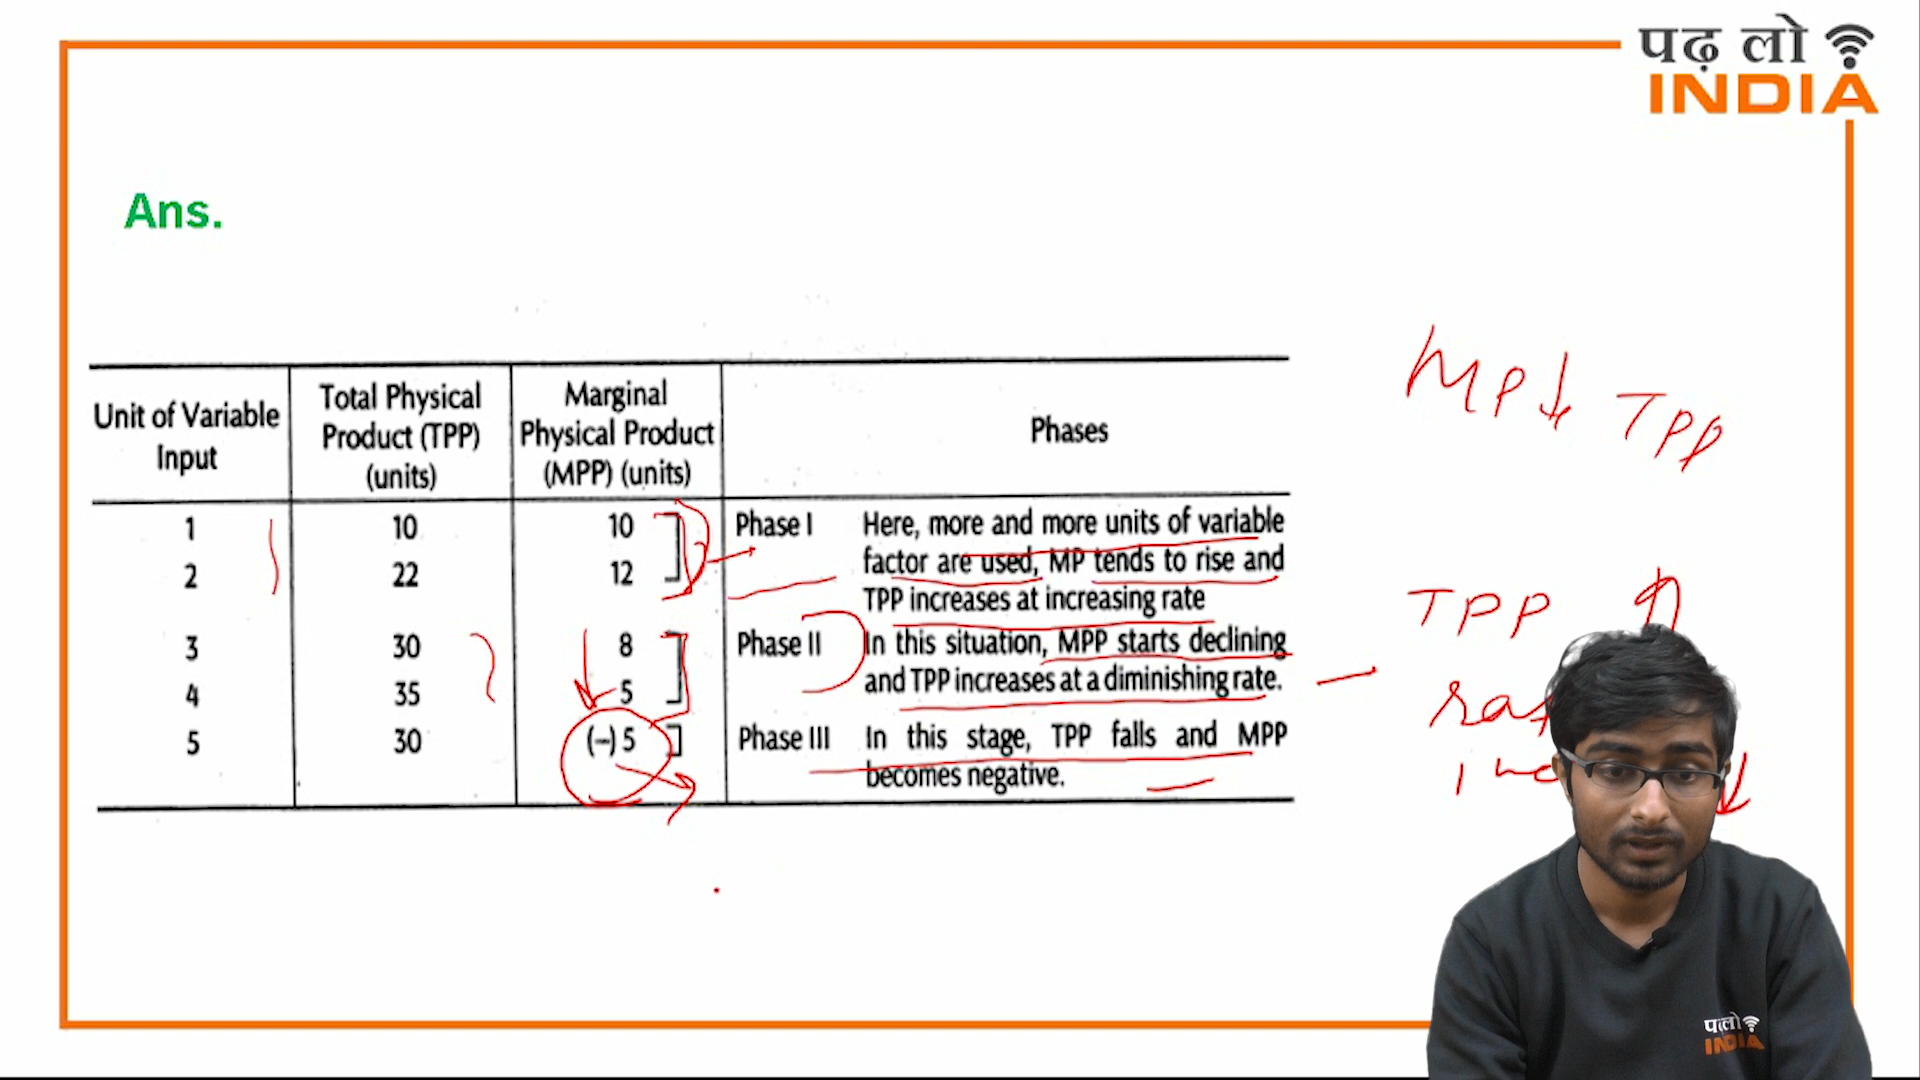 पढ़ लो
INDIA
Ans.
Unit of Variable Input
Total Physical Product (TPP) (units)
Marginal Physical Product (MPP) (units)
Phases
1 10 10 Phase I Here, more and more units of variable
2 22 12 factor are used, MP tends to rise and
TPP increases at increasing rate
3 30 8 Phase II In this situation, MPP starts declining
4 35 5 and TPP increases at a diminishing rate.
5 30 (–) 5 Phase III In this stage, TPP falls and MPP
becomes negative.
MP↓ TPP
TPP ↑
पढ़ लो
INDIA